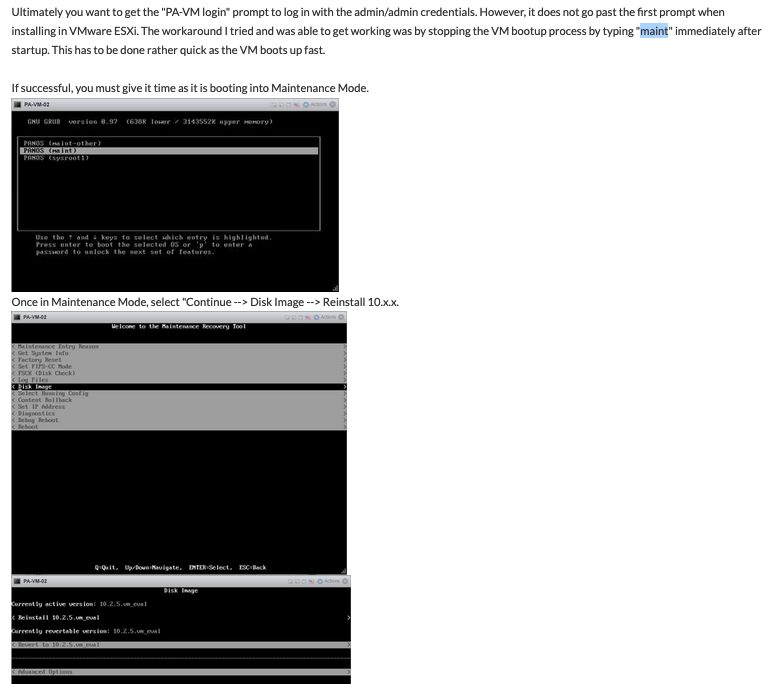 Ultimately you want to get the "PA-VM login" prompt to log in with the admin/admin credentials. However, it does not go past the first prompt when
installing in VMware ESXi. The workaround I tried and was able to get working was by stopping the VM bootup process by typing "maint" immediately after
startup. This has to be done rather quick as the VM boots up fast.
If successful, you must give it time as it is booting into Maintenance Mode.
PA-VM-02 Actions
GNU GRUB version 0.97 (638K lower / 3143552K upper memory)
PANOS (maint-other)
PANOS (maint)
PANOS (sysroot1)
Use the ↑ and ↓ keys to select which entry is highlighted.
Press enter to boot the selected OS or 'p' to enter a
password to unlock the next set of features.
Once in Maintenance Mode, select "Continue --> Disk Image --> Reinstall 10.x.x.
PA-VM-02 Actions
Welcome to the Maintenance Recovery Tool
< Maintenance Entry Reason >
< Get System Info >
< Factory Reset >
< Set FIPS-CC Mode >
< FSCK (Disk Check) >
< Log Files >
< Disk Image >
< Select Running Config >
< Content Rollback >
< Set IP Address >
< Diagnostics >
< Debug Reboot >
< Reboot >
Q=Quit, Up/Down=Navigate, ENTER=Select, ESC=Back
PA-VM-02 Actions
Disk Image
Currently active version: 10.2.5.vm_eval
< Reinstall 10.2.5.vm_eval >
Currently revertable version: 10.2.5.vm_eval
< Revert to 10.2.5.vm_eval >
< Advanced Options >